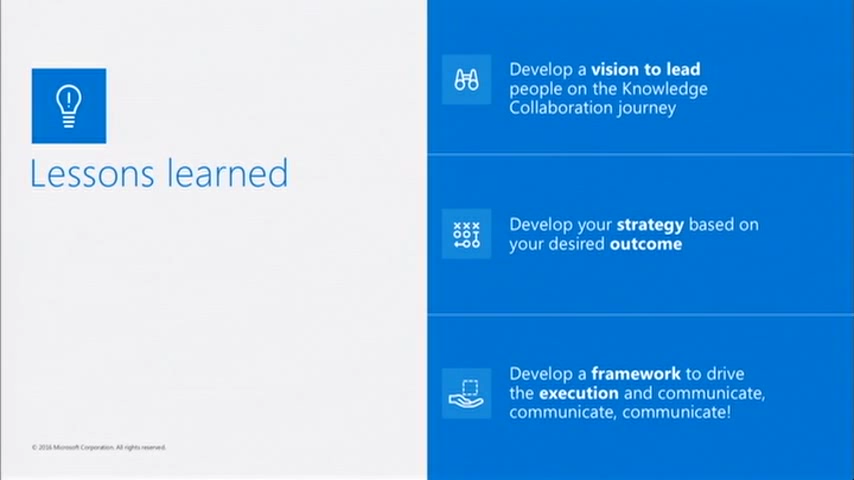 Lessons learned
© 2016 Microsoft Corporation. All rights reserved.
Develop a vision to lead
people on the Knowledge
Collaboration journey
Develop your strategy based on
your desired outcome
Develop a framework to drive
the execution and communicate,
communicate, communicate!